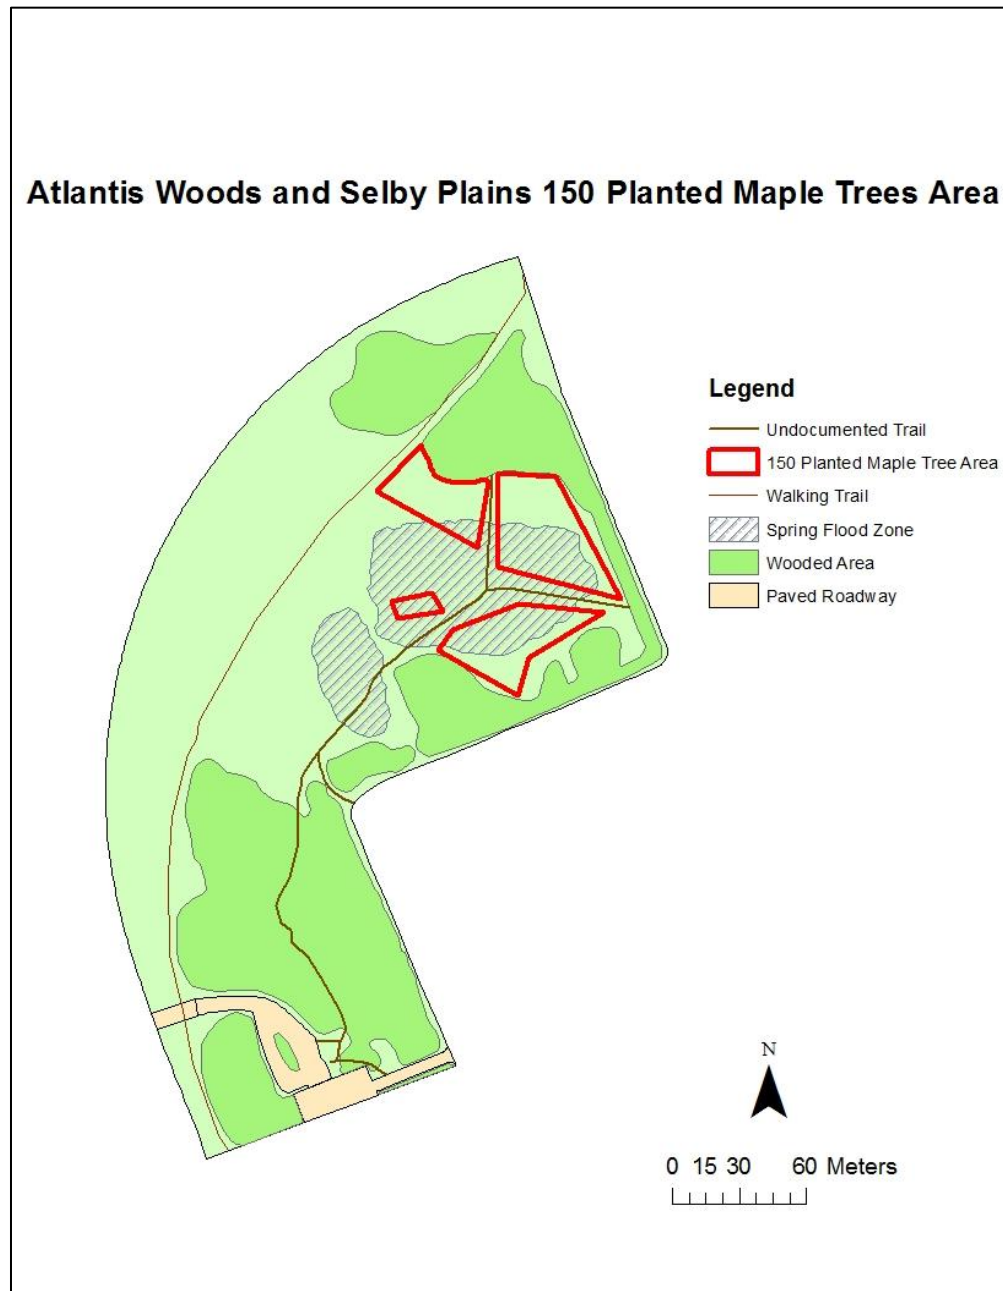 Atlantis Woods and Selby Plains 150 Planted Maple Trees Area
Legend
Undocumented Trail
150 Planted Maple Tree Area
Walking Trail
Spring Flood Zone
Wooded Area
Paved Roadway
N
0 15 30 60 Meters